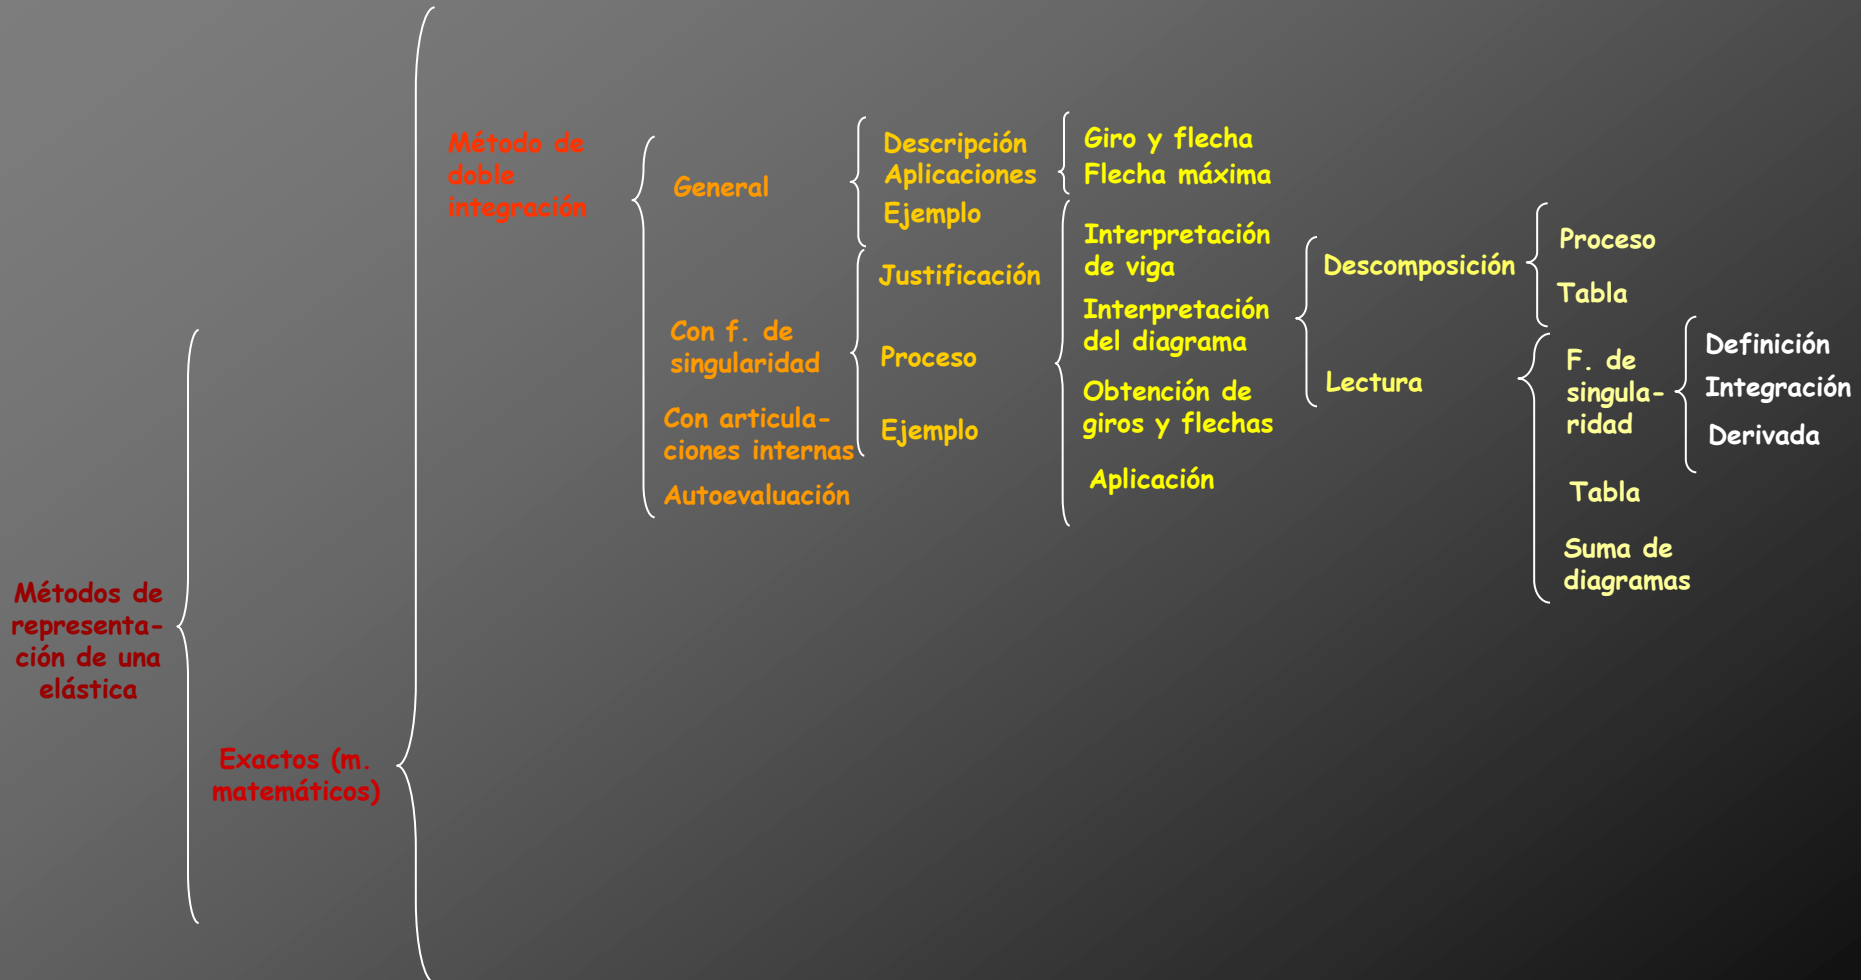 Métodos de
representa-
ción de una
elástica
Exactos (m.
matemáticos)
Método de
doble
integración
General
Con f. de
singularidad
Con articula-
ciones internas
Autoevaluación
Descripción
Aplicaciones
Ejemplo
Justificación
Proceso
Ejemplo
Giro y flecha
Flecha máxima
Interpretación
de viga
Interpretación
del diagrama
Obtención de
giros y flechas
Aplicación
Descomposición
Lectura
Proceso
Tabla
F. de
singula-
ridad
Tabla
Suma de
diagramas
Definición
Integración
Derivada